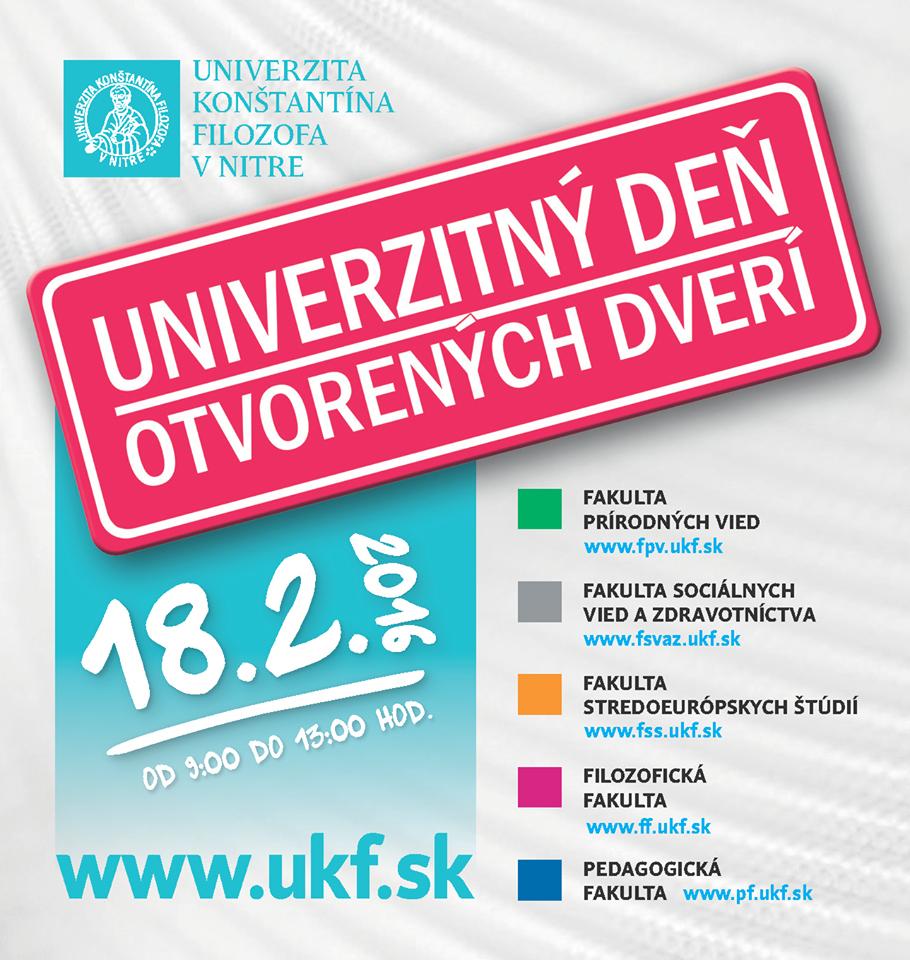 UNIVERZITA KONŠTANTÍNA FILOZOFA
V NITRE
UNIVERZITA
KONŠTANTÍNA
FILOZOFA
V NITRE
UNIVERZITNÝ DEŇ
OTVORENÝCH DVERÍ
18.2.2016
OD 9:00 DO 13:00 HOD.
www.ukf.sk
FAKULTA
PRÍRODNÝCH VIED
www.fpv.ukf.sk
FAKULTA SOCIÁLNYCH
VIED A ZDRAVOTNÍCTVA
www.fsvaz.ukf.sk
FAKULTA
STREDOEURÓPSKYCH ŠTÚDIÍ
www.fss.ukf.sk
FILOZOFICKÁ
FAKULTA
www.ff.ukf.sk
PEDAGOGICKÁ
FAKULTA www.pf.ukf.sk